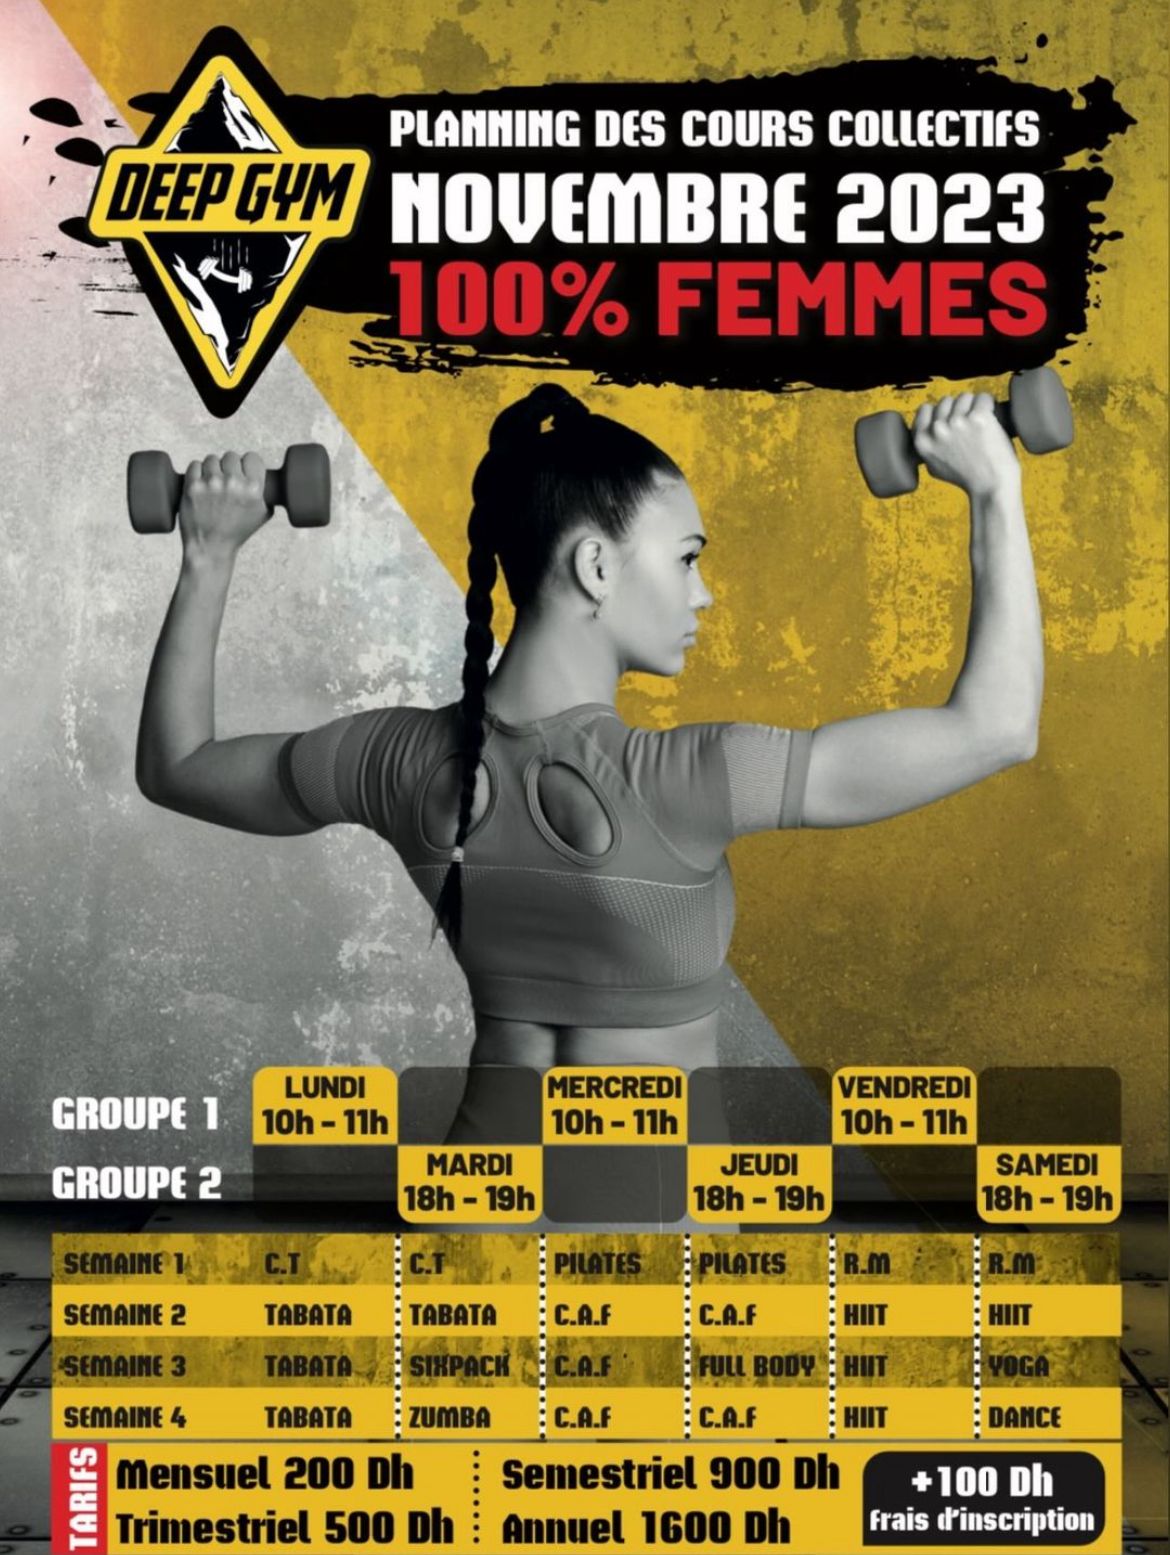 DEEP GYM
PLANNING DES COURS COLLECTIFS
NOVEMBRE 2023
100% FEMMES
GROUPE 1
LUNDI
10h - 11h
MERCREDI
10h - 11h
VENDREDI
10h - 11h
GROUPE 2
MARDI
18h - 19h
JEUDI
18h - 19h
SAMEDI
18h - 19h
SEMAINE 1 C.T C.T PILATES PILATES R.M R.M
SEMAINE 2 TABATA TABATA C.A.F C.A.F HIIT HIIT
SEMAINE 3 TABATA SIXPACK C.A.F FULL BODY HIIT YOGA
SEMAINE 4 TABATA ZUMBA C.A.F C.A.F HIIT DANCE
TARIFS
Mensuel 200 Dh
Trimestriel 500 Dh
Semestriel 900 Dh
Annuel 1600 Dh
+100 Dh
frais d'inscription